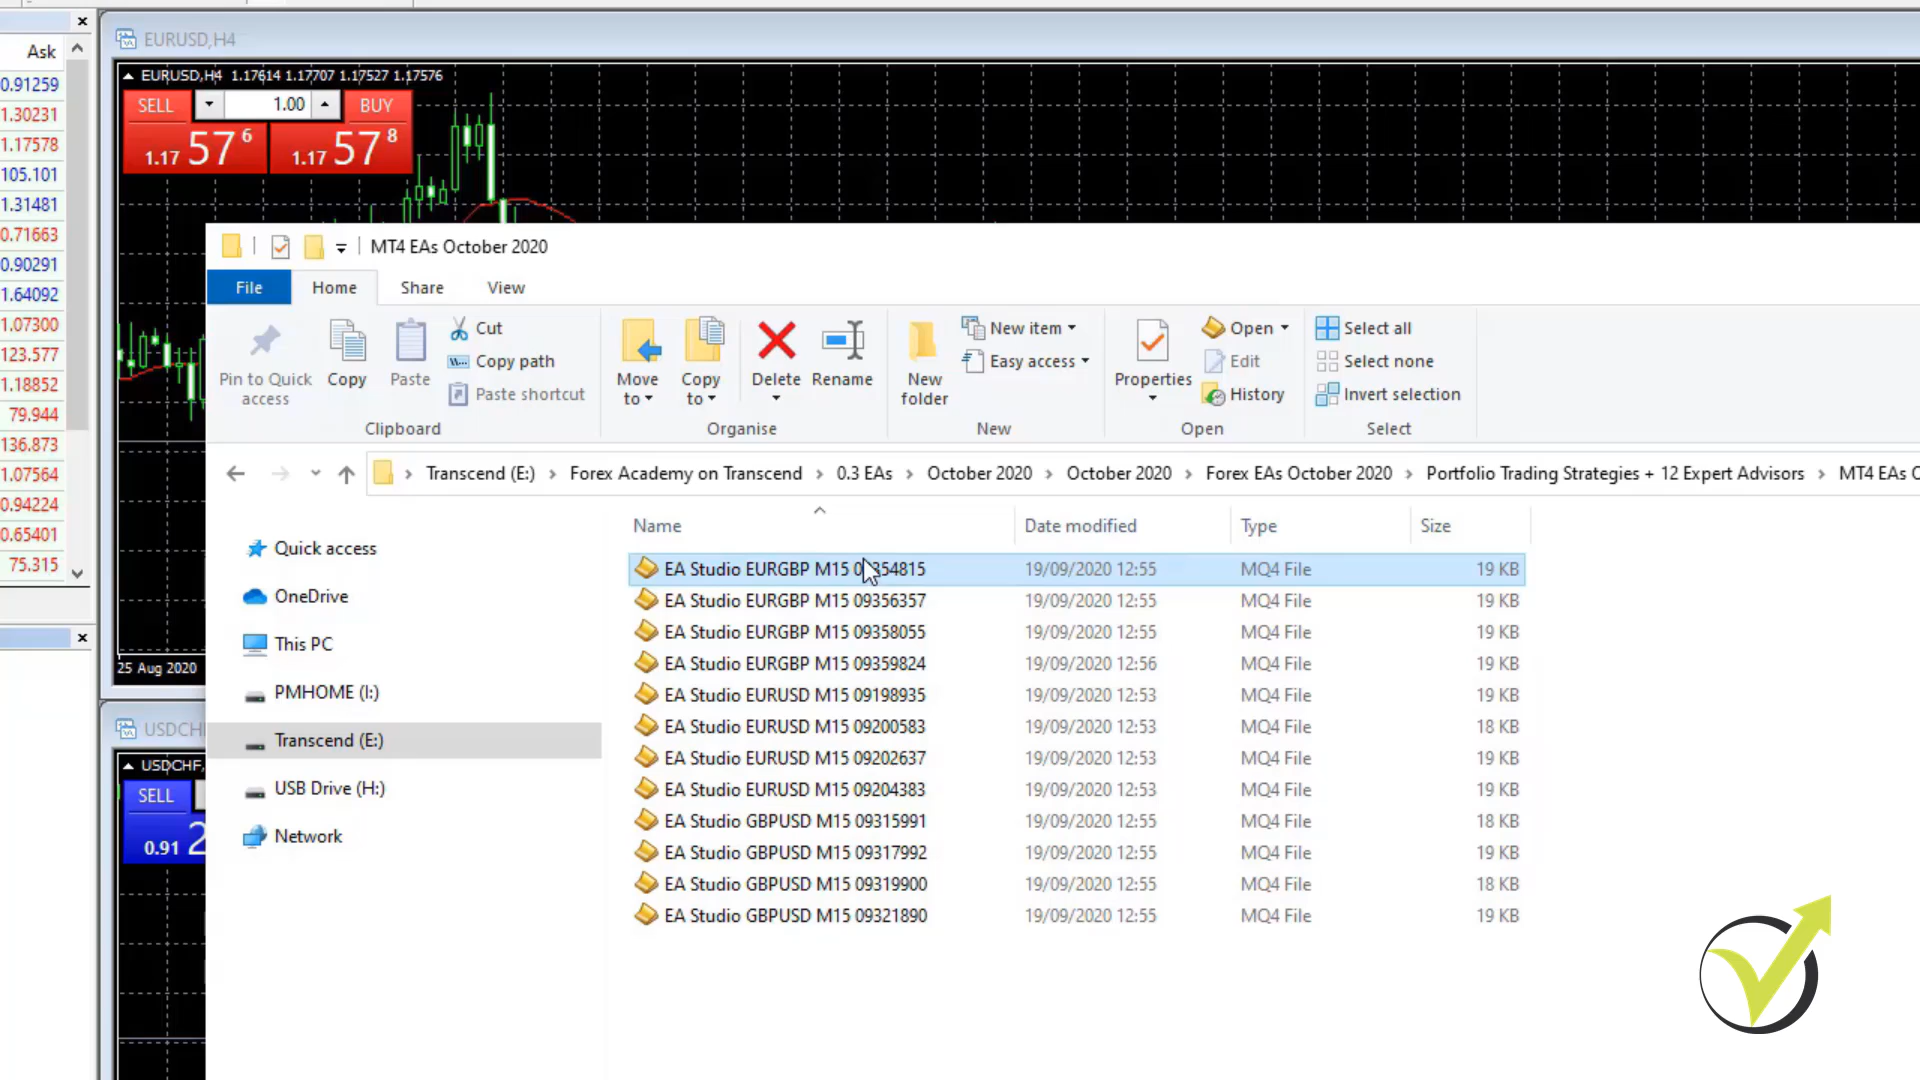 EURUSD,H4
Ask
0.91259
1.30231
1.17578
105.101
1.31481
0.71663
0.90291
1.64092
1.07300
123.577
1.18852
79.944
136.873
1.07564
0.94224
0.65401
75.315
EURUSD,H4 1.17614 1.17707 1.17527 1.17576
SELL 1.00 BUY
1.17 57 6 1.17 57 8
25 Aug 2020
USDCHF,
SELL
0.91 2
MT4 EAs October 2020
File Home Share View
Pin to Quick access
Copy
Paste
Cut
Copy path
Paste shortcut
Clipboard
Move to
Copy to
Delete
Rename
Organise
New folder
New item
Easy access
New
Properties
Open
Edit
History
Open
Select all
Select none
Invert selection
Select
Transcend (E:) › Forex Academy on Transcend › 0.3 EAs › October 2020 › October 2020 › Forex EAs October 2020 › Portfolio Trading Strategies + 12 Expert Advisors › MT4 EAs O
Quick access
OneDrive
This PC
PMHOME (I:)
Transcend (E:)
USB Drive (H:)
Network
Name Date modified Type Size
EA Studio EURGBP M15 19/09/2020 12:55 MQ4 File 19 KB
EA Studio EURGBP M15 09356357 19/09/2020 12:55 MQ4 File 19 KB
EA Studio EURGBP M15 09358055 19/09/2020 12:55 MQ4 File 19 KB
EA Studio EURGBP M15 09359824 19/09/2020 12:56 MQ4 File 19 KB
EA Studio EURUSD M15 09198935 19/09/2020 12:53 MQ4 File 19 KB
EA Studio EURUSD M15 09200583 19/09/2020 12:53 MQ4 File 18 KB
EA Studio EURUSD M15 09202637 19/09/2020 12:53 MQ4 File 19 KB
EA Studio EURUSD M15 09204383 19/09/2020 12:53 MQ4 File 19 KB
EA Studio GBPUSD M15 09315991 19/09/2020 12:55 MQ4 File 18 KB
EA Studio GBPUSD M15 09317992 19/09/2020 12:55 MQ4 File 19 KB
EA Studio GBPUSD M15 09319900 19/09/2020 12:55 MQ4 File 18 KB
EA Studio GBPUSD M15 09321890 19/09/2020 12:55 MQ4 File 19 KB